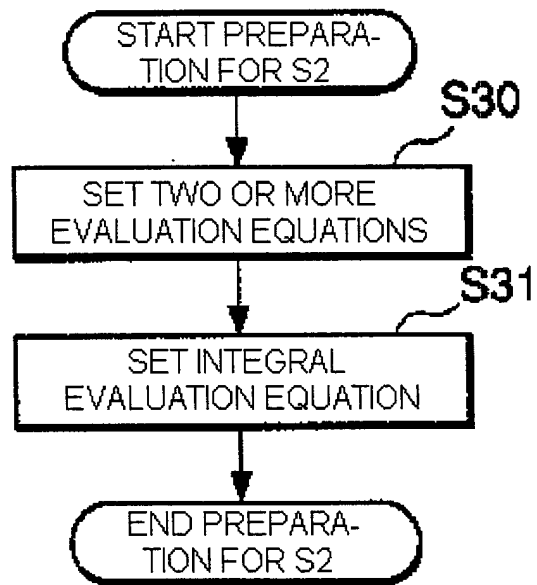 START PREPARA-
TION FOR S2
S30
SET TWO OR MORE
EVALUATION EQUATIONS
S31
SET INTEGRAL
EVALUATION EQUATION
END PREPARA-
TION FOR S2